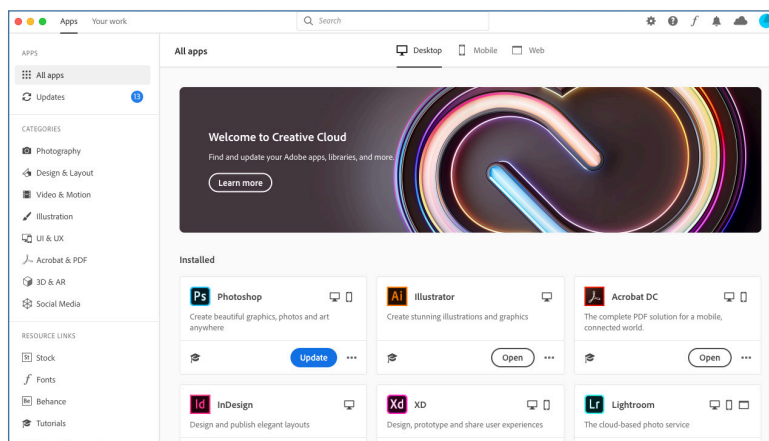 Apps Your work
Search
APPS
All apps
Updates 13
CATEGORIES
Photography
Design & Layout
Video & Motion
Illustration
UI & UX
Acrobat & PDF
3D & AR
Social Media
RESOURCE LINKS
St Stock
Fonts
Be Behance
Tutorials
All apps
Desktop Mobile Web
Welcome to Creative Cloud
Find and update your Adobe apps, libraries, and more.
Learn more
Installed
Ps Photoshop
Create beautiful graphics, photos and art
anywhere
Update
Ai Illustrator
Create stunning illustrations and graphics
Open
Acrobat DC
The complete PDF solution for a mobile,
connected world.
Open
Id InDesign
Design and publish elegant layouts
Xd XD
Design, prototype and share user experiences
Lr Lightroom
The cloud-based photo service